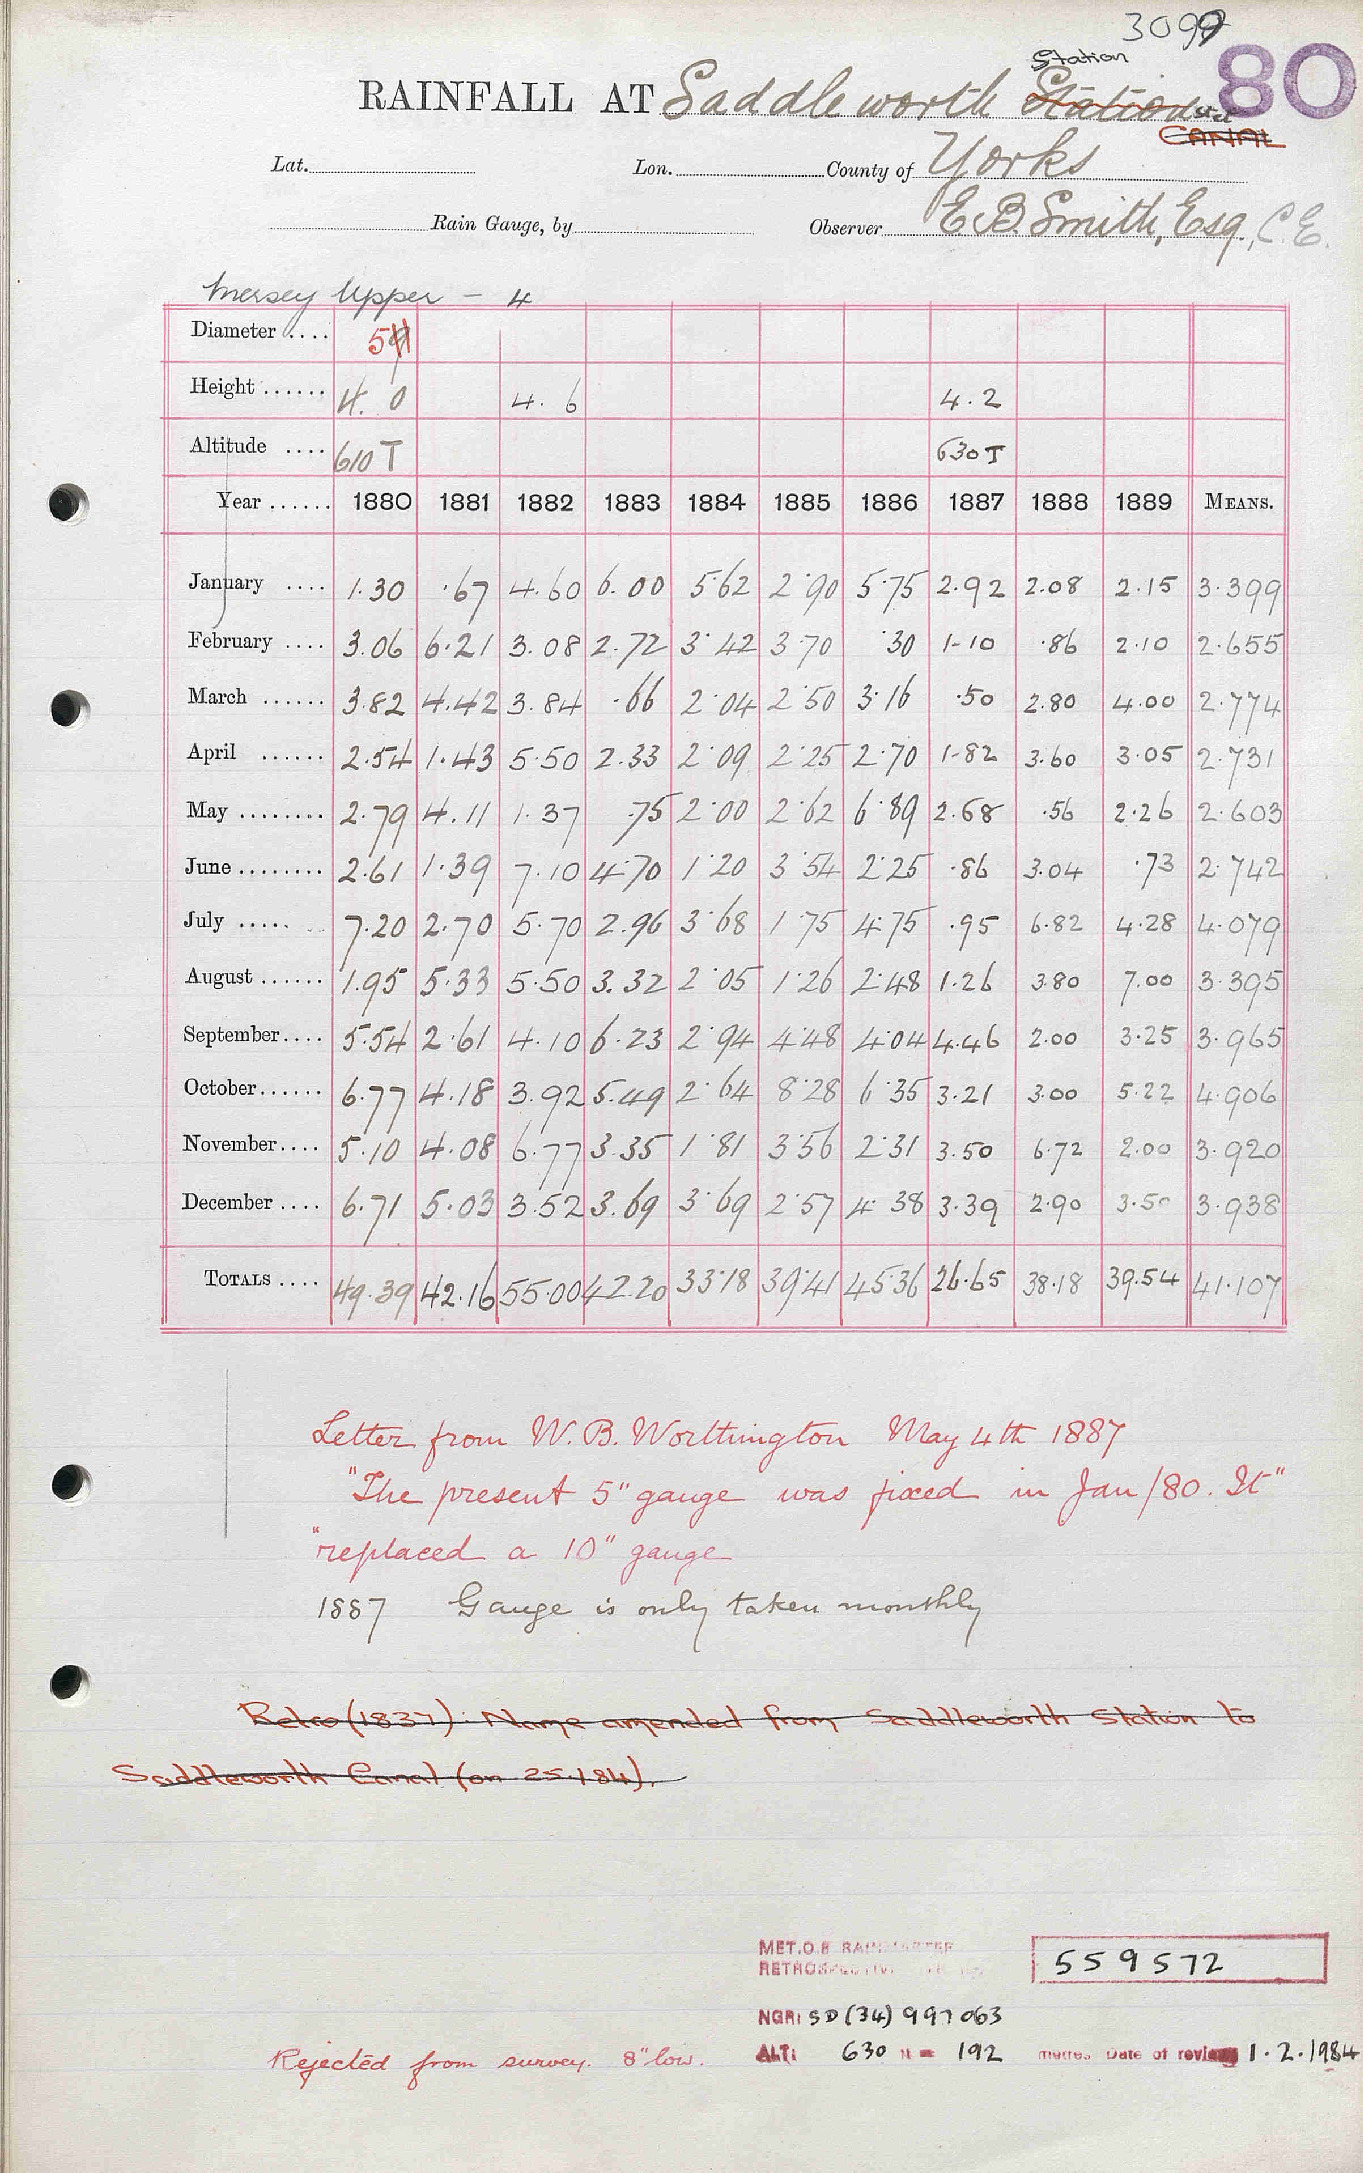 3099
80
Station
RAINFALL AT Saddleworth Station
stet
CANAL
Lat. Lon. County of Yorks
Rain Gauge, by Observer E B Smith, Esq., C.E.
Mersey Upper - 4
Diameter .... 5"
Height ...... 4. 0 4. 6 4. 2
Altitude .... 610 T 630 T
Year ...... 1880 1881 1882 1883 1884 1885 1886 1887 1888 1889 MEANS.
January .... 1.30 .67 4.60 6.00 5.62 2.90 5.75 2.92 2.08 2.15 3.399
February .... 3.06 6.21 3.08 2.72 3.42 3.70 .30 1-10 .86 2.10 2.655
March ...... 3.82 4.42 3.84 .66 2.04 2.50 3.16 .50 2.80 4.00 2.774
April ...... 2.54 1.43 5.50 2.33 2.09 2.25 2.70 1-82 3.60 3.05 2.731
May ........ 2.79 4.11 1.37 .75 2.00 2.62 6.89 2.68 .56 2.26 2.603
June ........ 2.61 1.39 7.10 4.70 1.20 3.54 2.25 .86 3.04 .73 2.742
July ..... 7.20 2.70 5.70 2.96 3.68 1.75 4.75 .95 6.82 4.28 4.079
August ...... 1.95 5.33 5.50 3.32 2.05 1.26 2.48 1.26 3.80 7.00 3.395
September.... 5.54 2.61 4.10 6.23 2.94 4.48 4.04 4.46 2.00 3.25 3.965
October...... 6.77 4.18 3.92 5.49 2.64 8.28 6.35 3.21 3.00 5.22 4.906
November.... 5.10 4.08 6.77 3.35 1.81 3.56 2.31 3.50 6.72 2.00 3.920
December .... 6.71 5.03 3.52 3.69 3.69 2.57 4.38 3.39 2.90 3.50 3.938
TOTALS .... 49.39 42.16 55.00 42.20 33.18 39.41 45.36 26.65 38.18 39.54 41.107
Letter from W. B. Worthington May 4th 1887
"The present 5" gauge was fixed in Jan/80. It"
"replaced a 10" gauge
1887 Gauge is only taken monthly
Retro (1837): Name amended from Saddleworth Station to
Saddleworth Canal (on 25.1.84).
MET.O.8
559572
NGR: SD (34) 997 063
Rejected from survey. 8" low.
ALT: 630 ft = 192 metres Date of review 1.2.1984